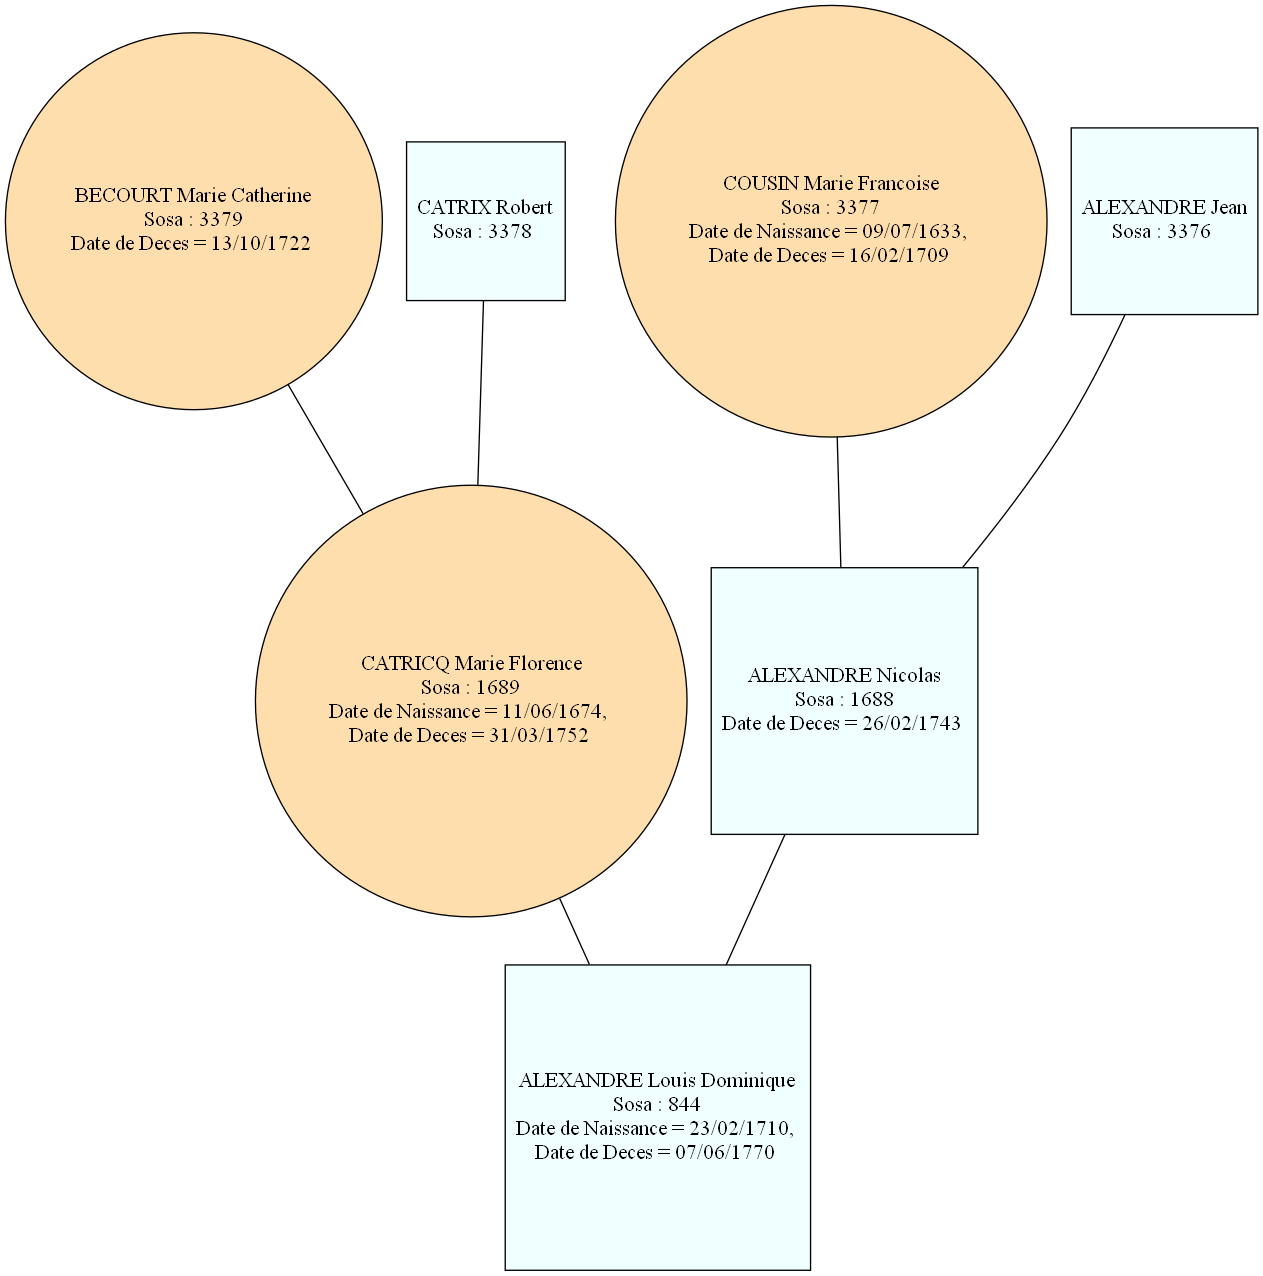 BECOURT Marie Catherine
Sosa : 3379
Date de Deces = 13/10/1722
CATRIX Robert
Sosa : 3378
COUSIN Marie Francoise
Sosa : 3377
Date de Naissance = 09/07/1633,
Date de Deces = 16/02/1709
ALEXANDRE Jean
Sosa : 3376
CATRICQ Marie Florence
Sosa : 1689
Date de Naissance = 11/06/1674,
Date de Deces = 31/03/1752
ALEXANDRE Nicolas
Sosa : 1688
Date de Deces = 26/02/1743
ALEXANDRE Louis Dominique
Sosa : 844
Date de Naissance = 23/02/1710,
Date de Deces = 07/06/1770